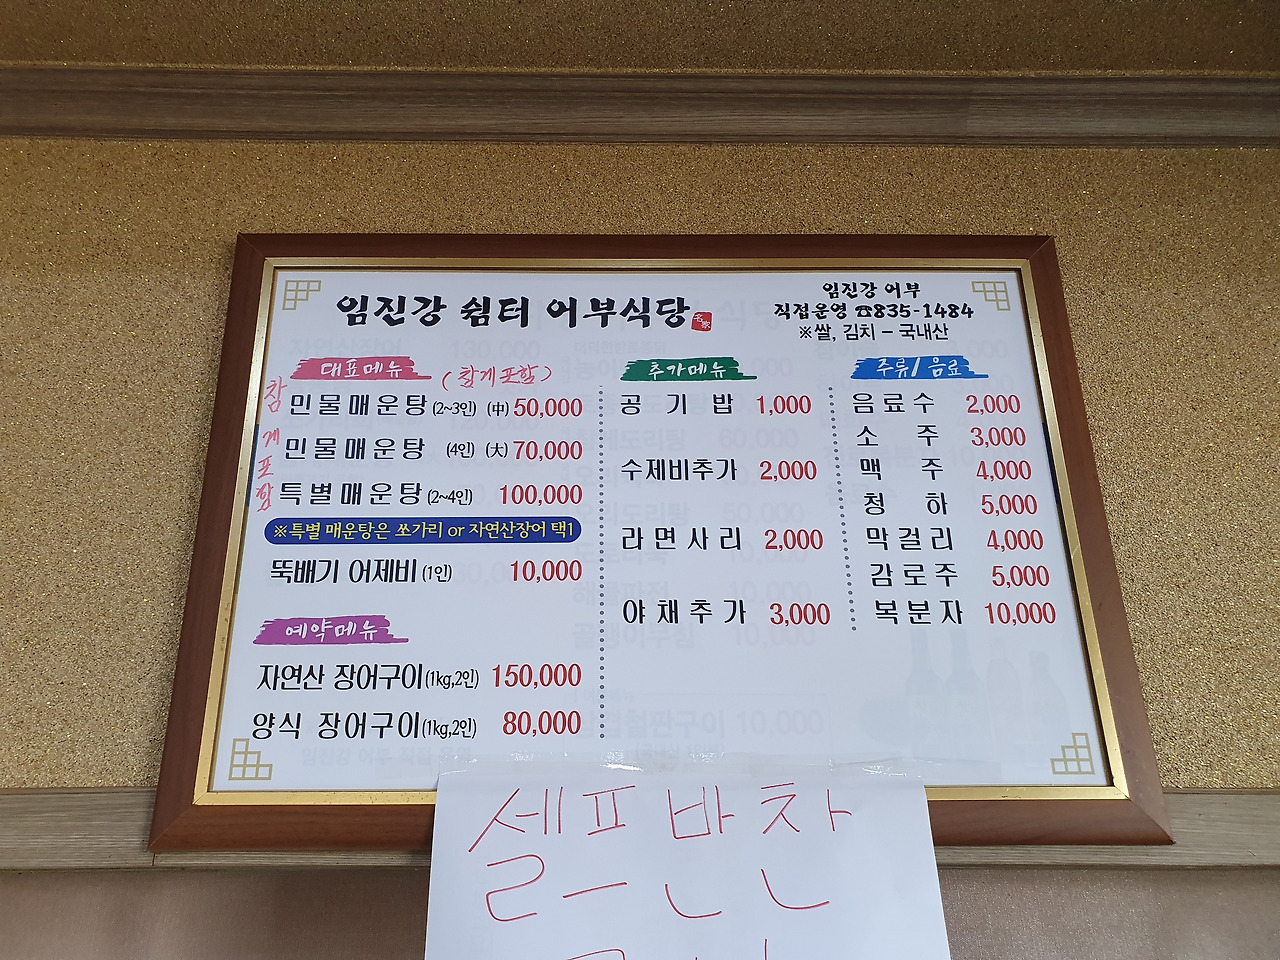 임진강 쉼터 어부식당
名家
임진강 어부
직접운영 ☎835-1484
※쌀, 김치 - 국내산
대표메뉴 (참게포함)
참게포함
민물매운탕 (2~3인) (中) 50,000
민물매운탕 (4인) (大) 70,000
특별매운탕 (2~4인) 100,000
※특별 매운탕은 쏘가리 or 자연산장어 택1
뚝배기 어제비 (1인) 10,000
예약메뉴
자연산 장어구이 (1kg,2인) 150,000
양식 장어구이 (1kg,2인) 80,000
추가메뉴
공기밥 1,000
수제비추가 2,000
라면사리 2,000
야채추가 3,000
주류/음료
음료수 2,000
소주 3,000
맥주 4,000
청하 5,000
막걸리 4,000
감로주 5,000
복분자 10,000
셀프반찬